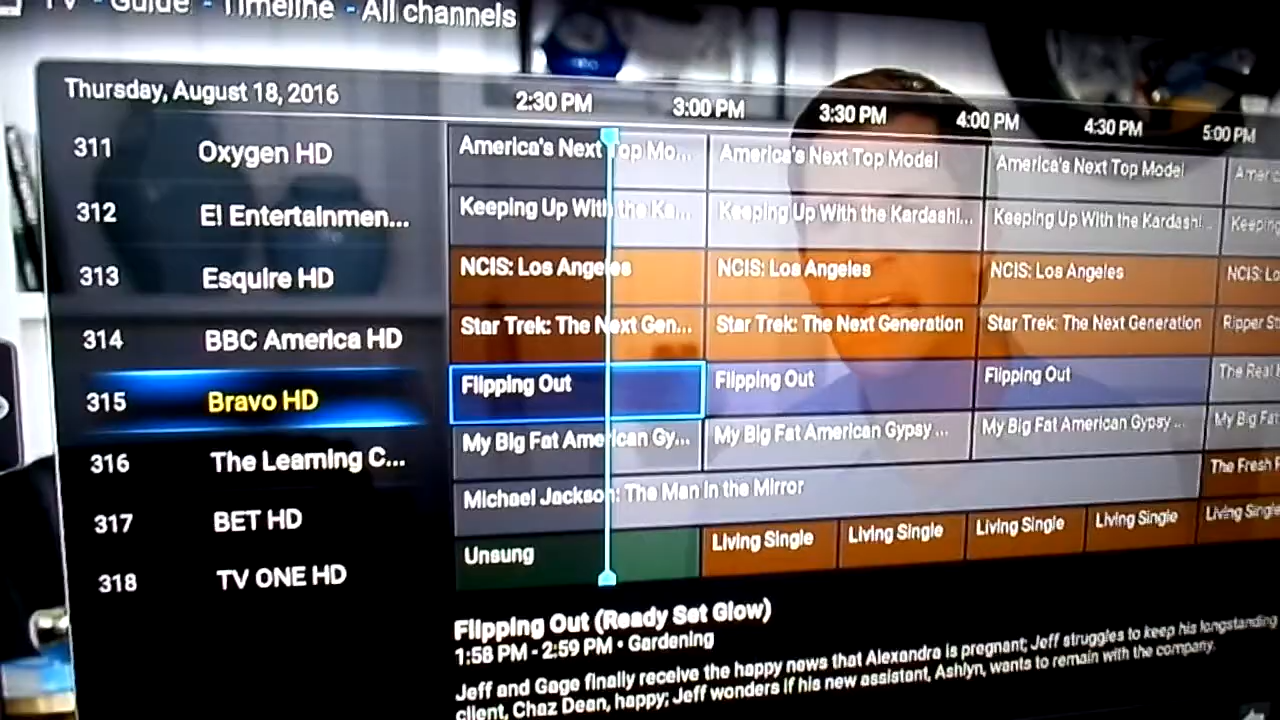 TV - Guide - Timeline - All channels
Thursday, August 18, 2016 2:30 PM 3:00 PM 3:30 PM 4:00 PM 4:30 PM 5:00 PM
311 Oxygen HD America's Next Top Mo... America's Next Top Model America's Next Top Model
312 E! Entertainmen... Keeping Up With the Ka... Keeping Up With the Kardashi... Keeping Up With the Kardashi... Keeping
313 Esquire HD NCIS: Los Angeles NCIS: Los Angeles NCIS: Los Angeles NCIS: Lo
314 BBC America HD Star Trek: The Next Gen... Star Trek: The Next Generation Star Trek: The Next Generation Ripper St
315 Bravo HD Flipping Out Flipping Out Flipping Out The Real
316 The Learning C... My Big Fat American Gy... My Big Fat American Gypsy ... My Big Fat American Gypsy ... My Big Fat
317 BET HD Michael Jackson: The Man in the Mirror The Fresh
318 TV ONE HD Unsung Living Single Living Single Living Single Living Single Living Single
Flipping Out (Ready Set Glow)
1:58 PM - 2:59 PM • Gardening
Jeff and Gage finally receive the happy news that Alexandra is pregnant; Jeff struggles to keep his longstanding
client, Chaz Dean, happy; Jeff wonders if his new assistant, Ashlyn, wants to remain with the company.